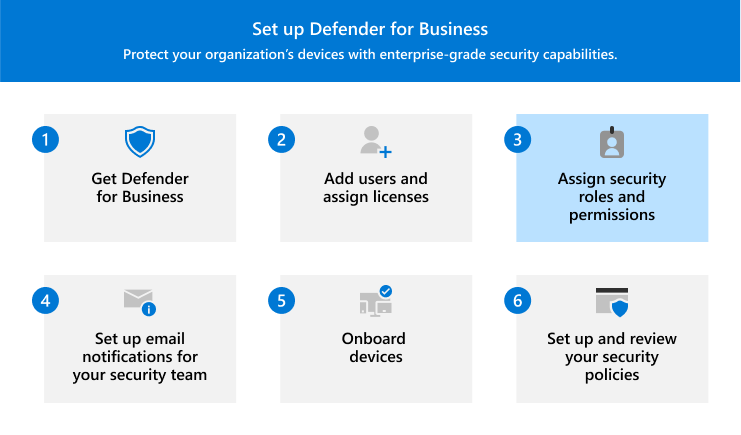 Set up Defender for Business
Protect your organization’s devices with enterprise-grade security capabilities.
1
Get Defender
for Business
2
Add users and
assign licenses
3
Assign security
roles and
permissions
4
Set up email
notifications for
your security team
5
Onboard
devices
6
Set up and review
your security
policies